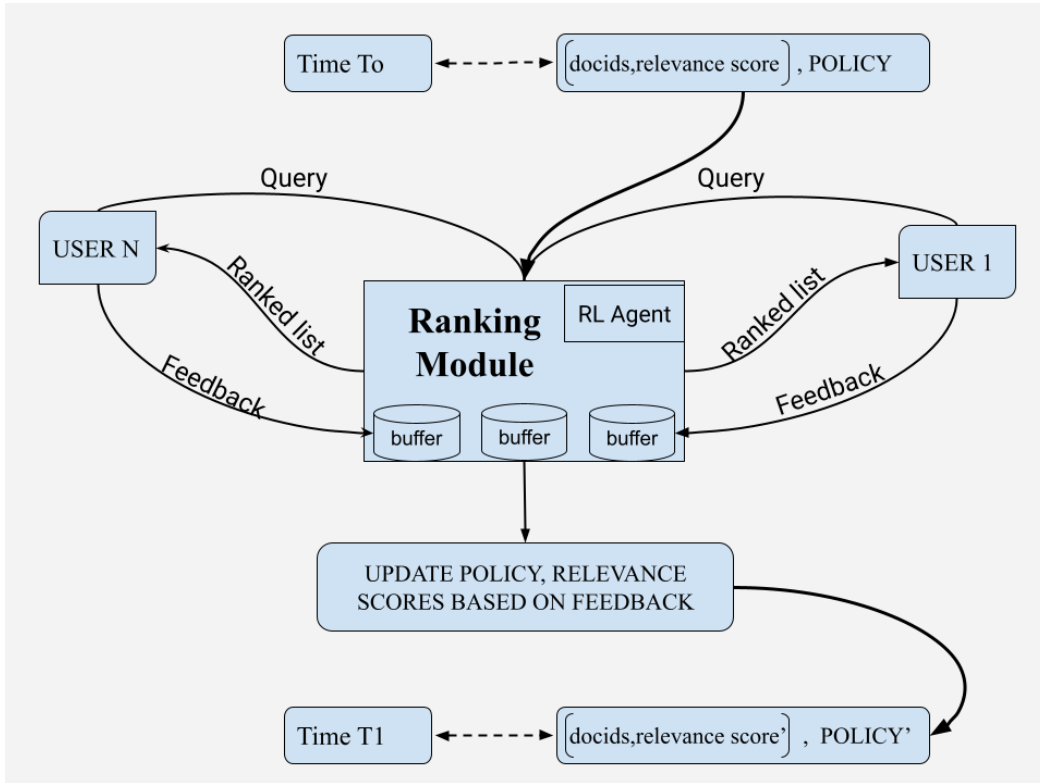 Time To
[docids,relevance score] , POLICY
Query
Query
USER N
USER 1
Ranked list
Ranked list
Ranking
Module
RL Agent
Feedback
Feedback
buffer
buffer
buffer
UPDATE POLICY, RELEVANCE
SCORES BASED ON FEEDBACK
Time T1
[docids,relevance score’] , POLICY’